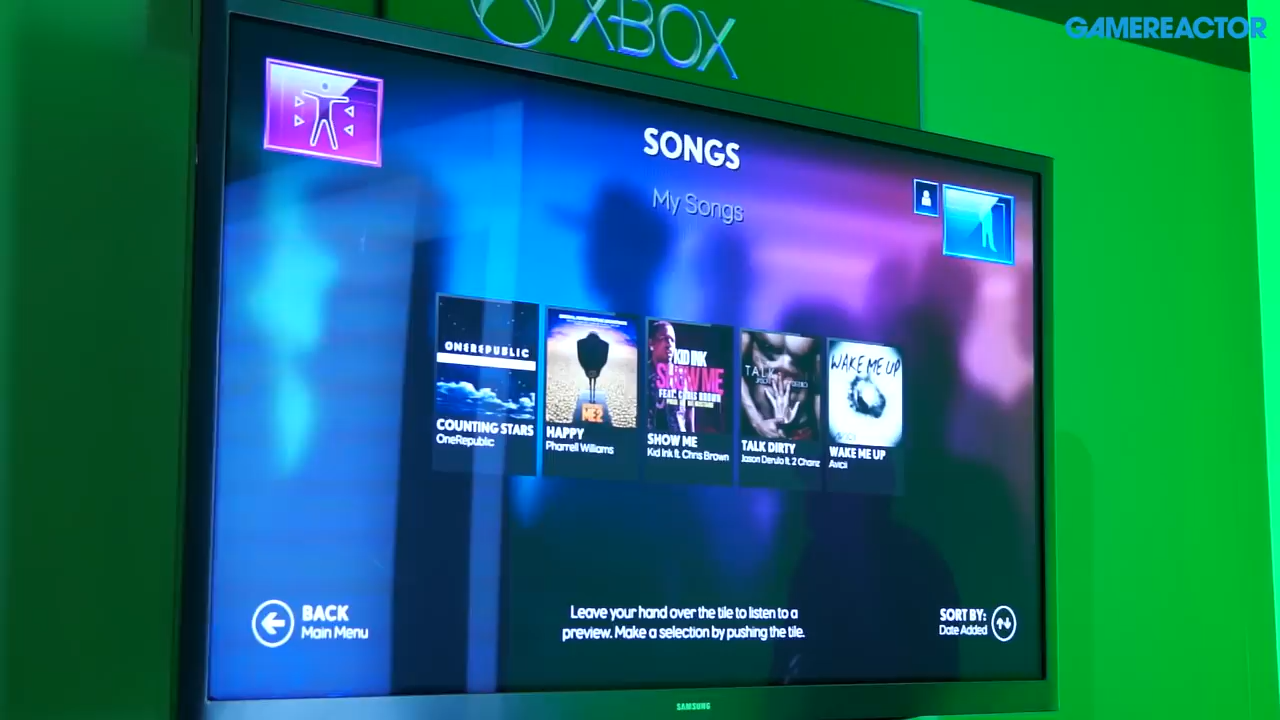 XBOX
GAMEREACTOR
SONGS
My Songs
ONEREPUBLIC
COUNTING STARS
OneRepublic
ME2
HAPPY
Pharrell Williams
KID INK
SHOW ME
FEAT. CHRIS BROWN
SHOW ME
Kid Ink ft. Chris Brown
TALK
TALK DIRTY
Jason Derulo ft. 2 Chainz
WAKE ME UP
WAKE ME UP
Avicii
BACK
Main Menu
Leave your hand over the tile to listen to a
preview. Make a selection by pushing the tile.
SORT BY:
Date Added
SAMSUNG